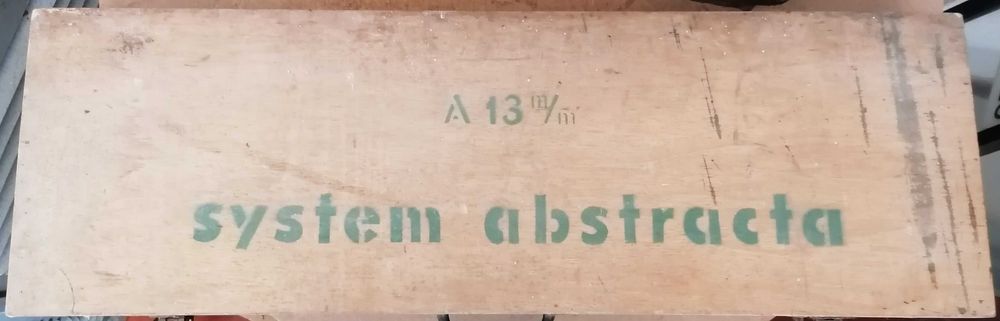 A 13 m/m
system abstracta